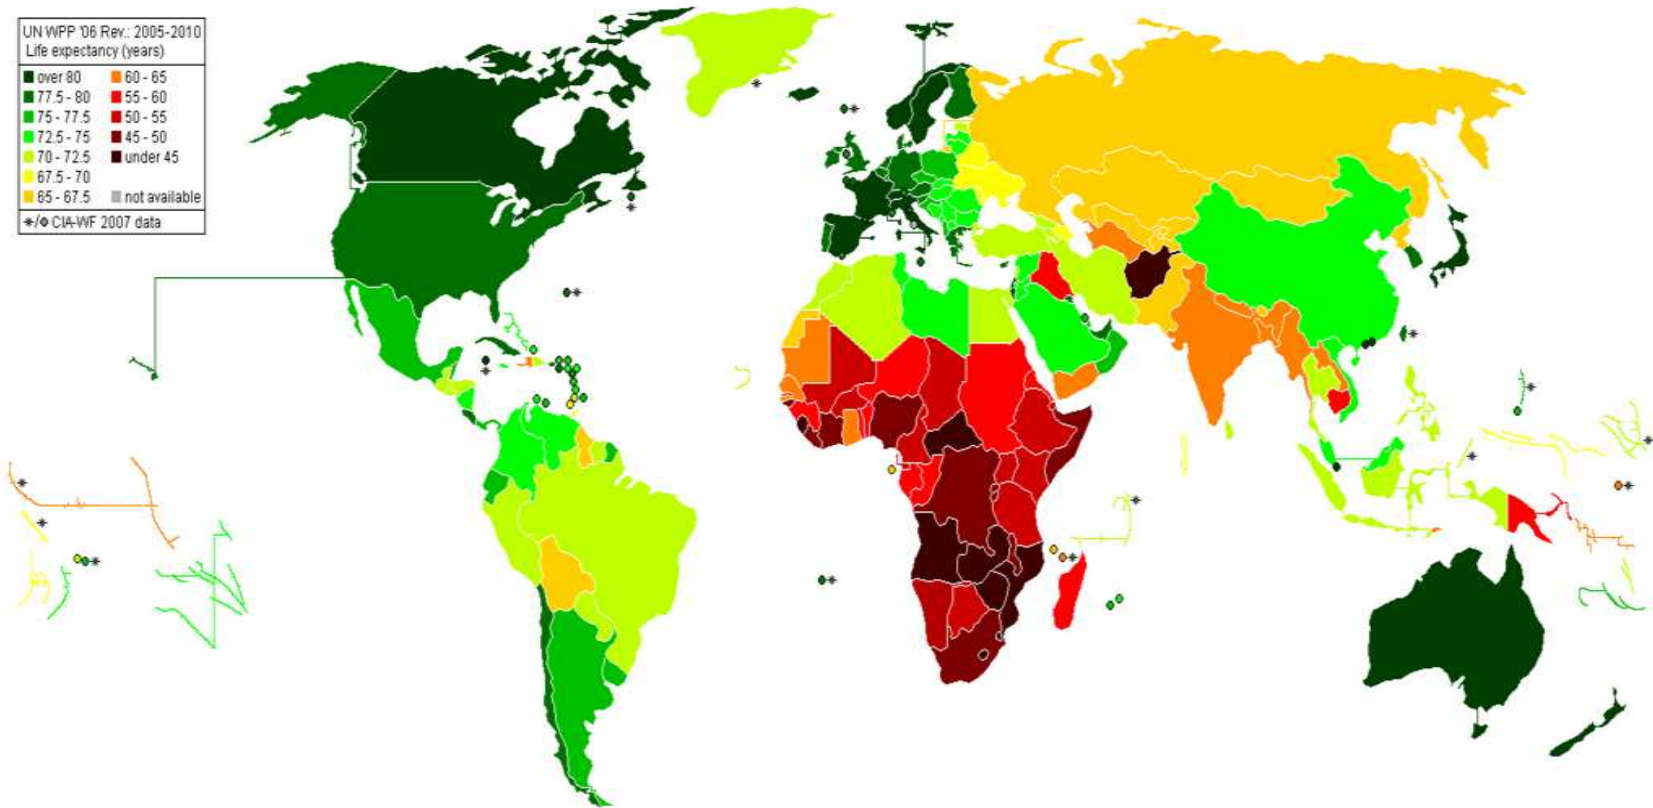 UN WPP '06 Rev.: 2005-2010
Life expectancy (years)
over 80
77.5 - 80
75 - 77.5
72.5 - 75
70 - 72.5
67.5 - 70
65 - 67.5
60 - 65
55 - 60
50 - 55
45 - 50
under 45
not available
*/o CIA-WF 2007 data